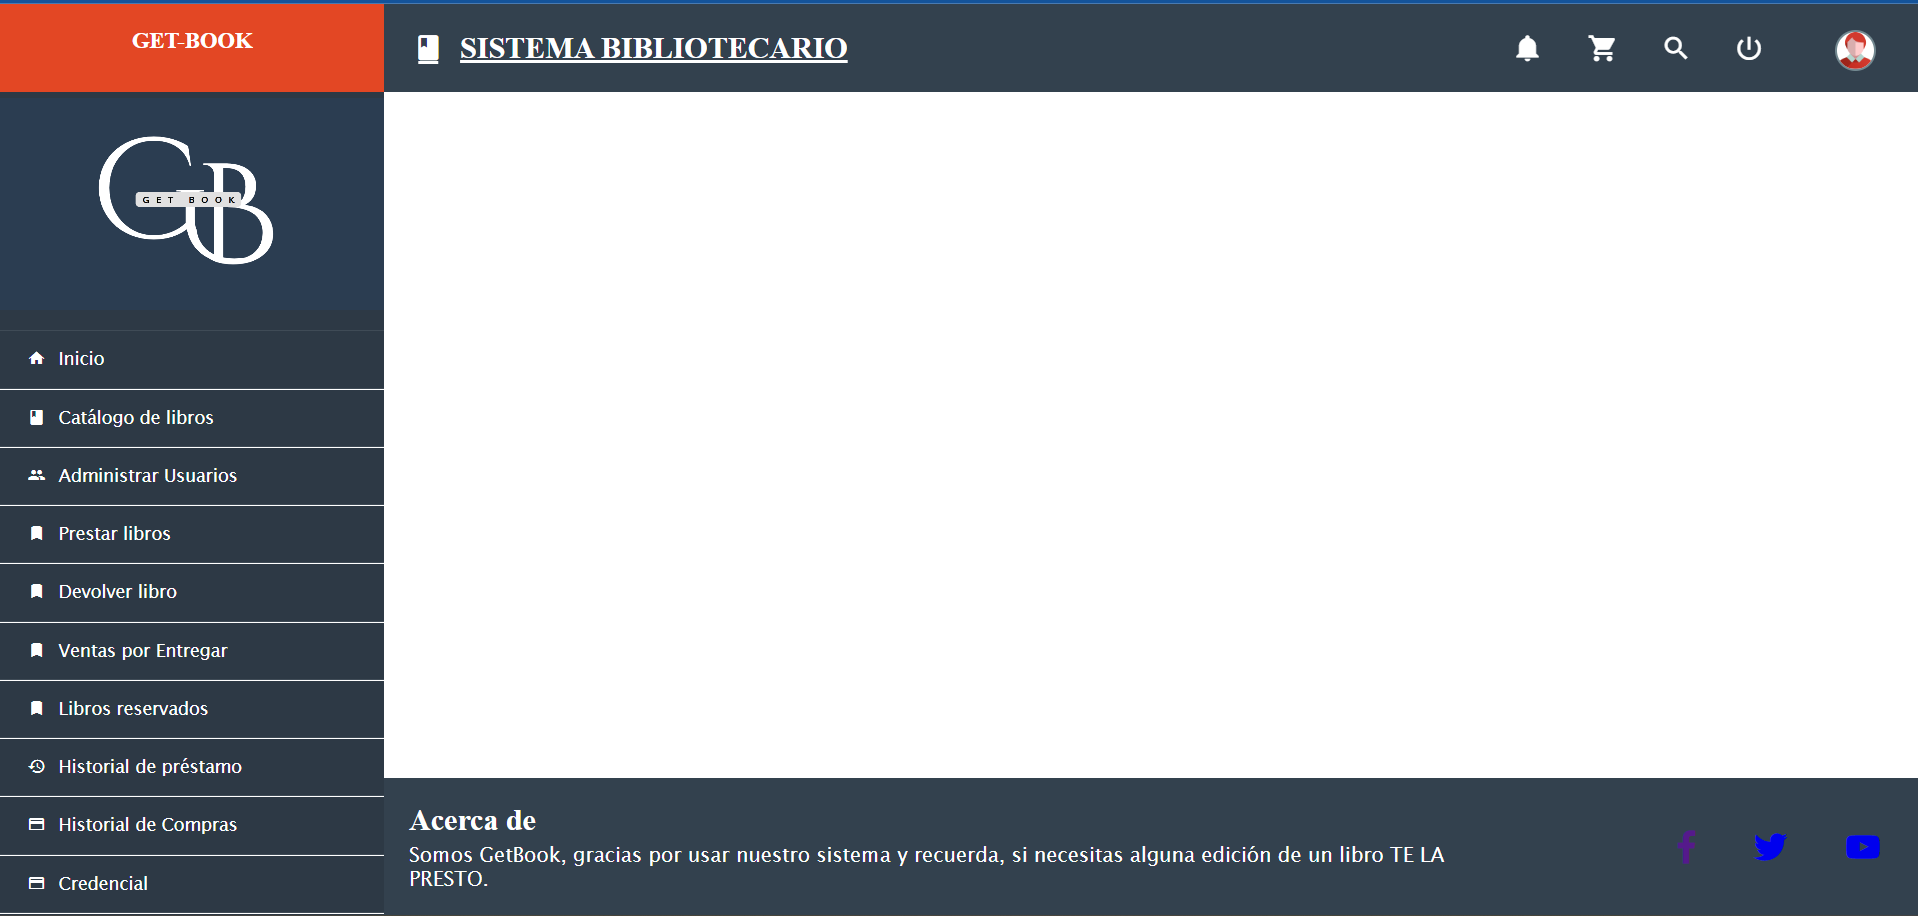 GET-BOOK
SISTEMA BIBLIOTECARIO
GB
GET BOOK
Inicio
Catálogo de libros
Administrar Usuarios
Prestar libros
Devolver libro
Ventas por Entregar
Libros reservados
Historial de préstamo
Historial de Compras
Credencial
Acerca de
Somos GetBook, gracias por usar nuestro sistema y recuerda, si necesitas alguna edición de un libro TE LA
PRESTO.